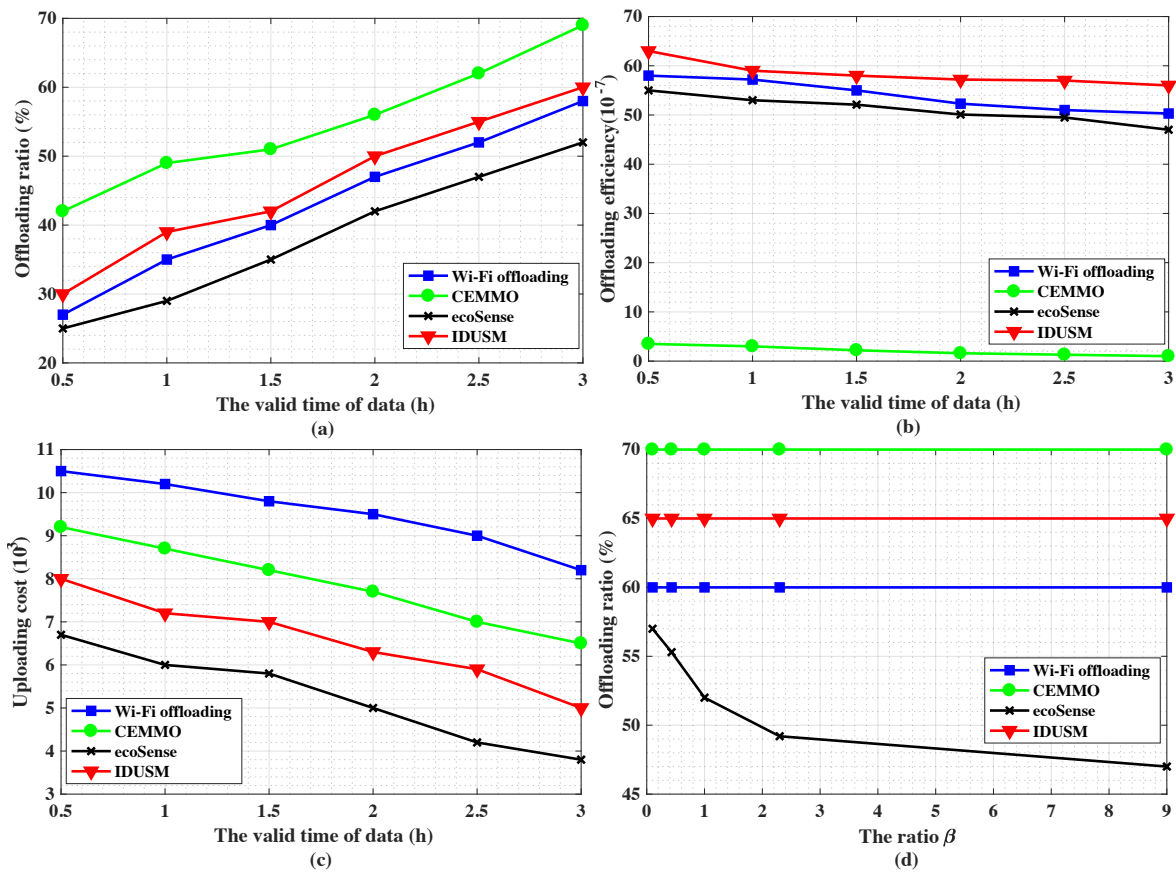 70
60
50
40
30
20
Offloading ratio (%)
0.5 1 1.5 2 2.5 3
The valid time of data (h)
(a)
Wi-Fi offloading
CEMMO
ecoSense
IDUSM
70
60
50
40
30
20
10
0
Offloading efficiency(10^-7)
0.5 1 1.5 2 2.5 3
The valid time of data (h)
(b)
Wi-Fi offloading
CEMMO
ecoSense
IDUSM
11
10
9
8
7
6
5
4
3
Uploading cost (10^3)
0.5 1 1.5 2 2.5 3
The valid time of data (h)
(c)
Wi-Fi offloading
CEMMO
ecoSense
IDUSM
70
65
60
55
50
45
Offloading ratio (%)
0 1 2 3 4 5 6 7 8 9
The ratio β
(d)
Wi-Fi offloading
CEMMO
ecoSense
IDUSM